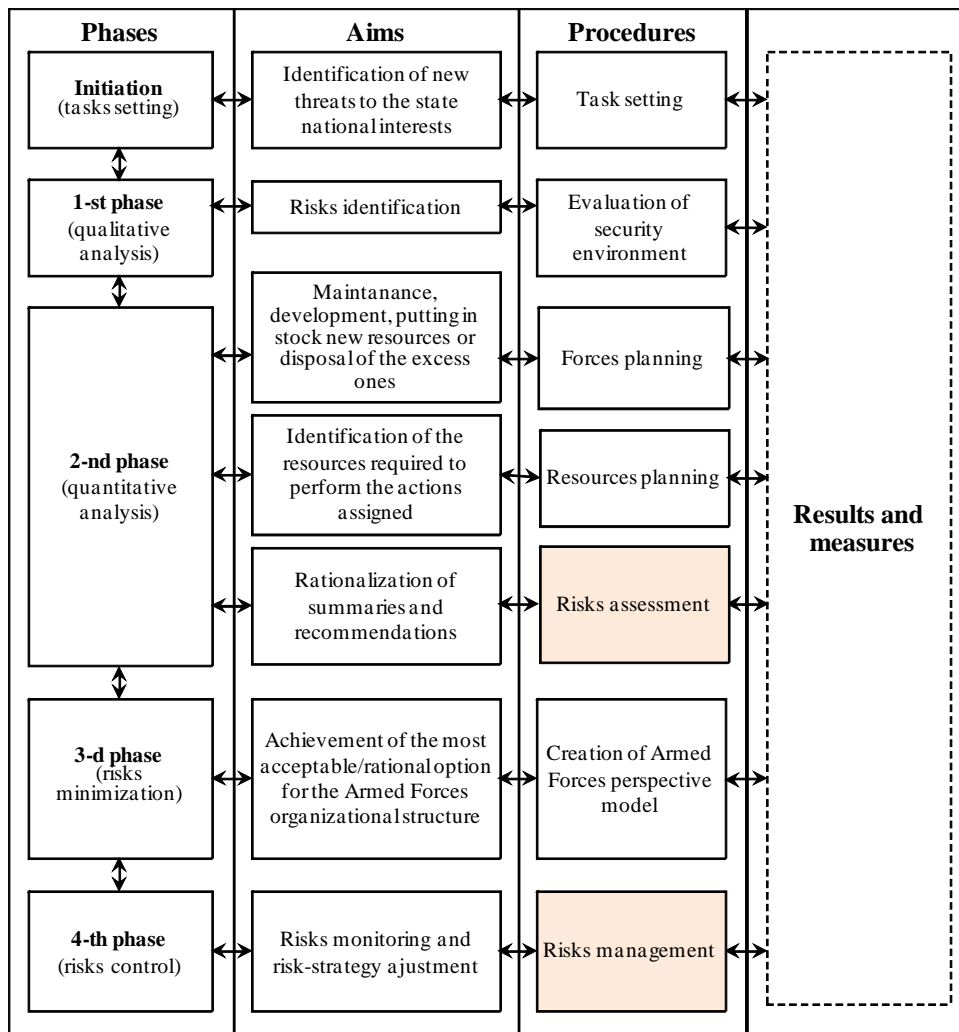 Phases
Aims
Procedures
Initiation
(tasks setting)
Identification of new
threats to the state
national interests
Task setting
1-st phase
(qualitative
analysis)
Risks identification
Evaluation of
security
environment
Maintanance,
development, putting in
stock new resources or
disposal of the excess
ones
Forces planning
2-nd phase
(quantitative
analysis)
Identification of the
resources required to
perform the actions
assigned
Resources planning
Rationalization of
summaries and
recommendations
Risks assessment
3-d phase
(risks
minimization)
Achievement of the most
acceptable/rational option
for the Armed Forces
organizational structure
Creation of Armed
Forces perspective
model
4-th phase
(risks control)
Risks monitoring and
risk-strategy ajustment
Risks management
Results and
measures